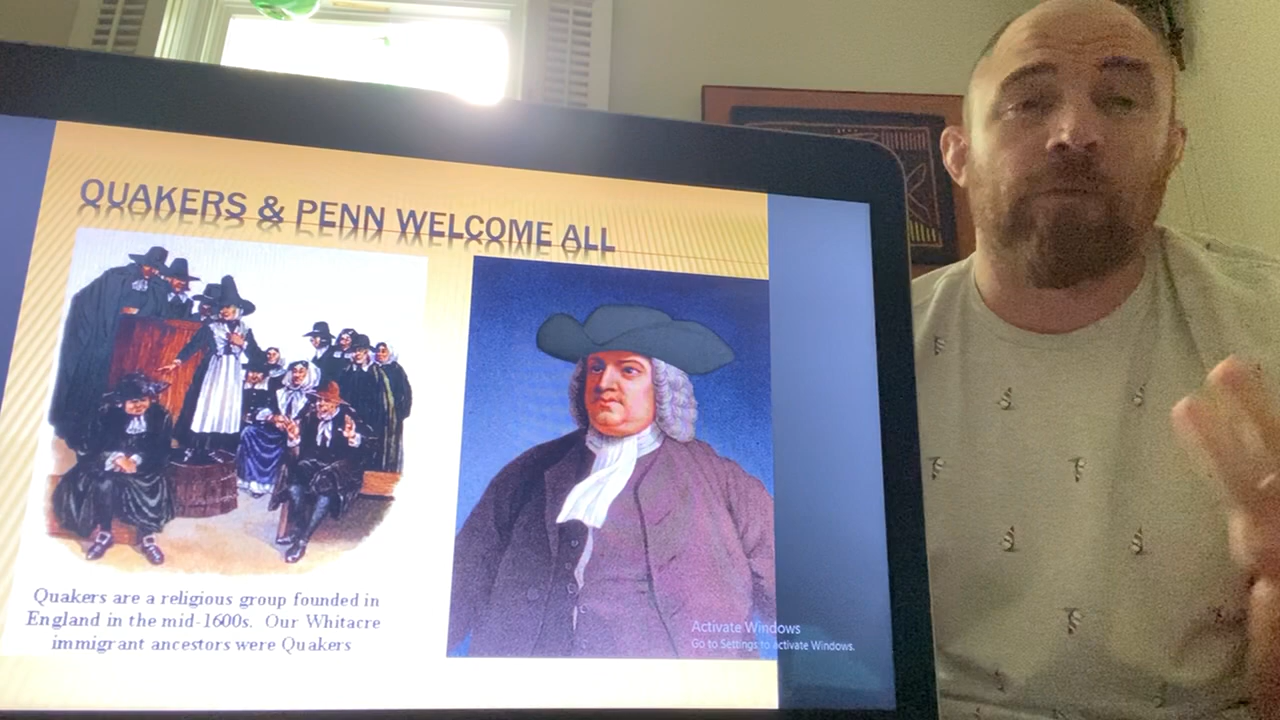 QUAKERS & PENN WELCOME ALL
Quakers are a religious group founded in
England in the mid-1600s. Our Whitacre
immigrant ancestors were Quakers
Activate Windows
Go to Settings to activate Windows.